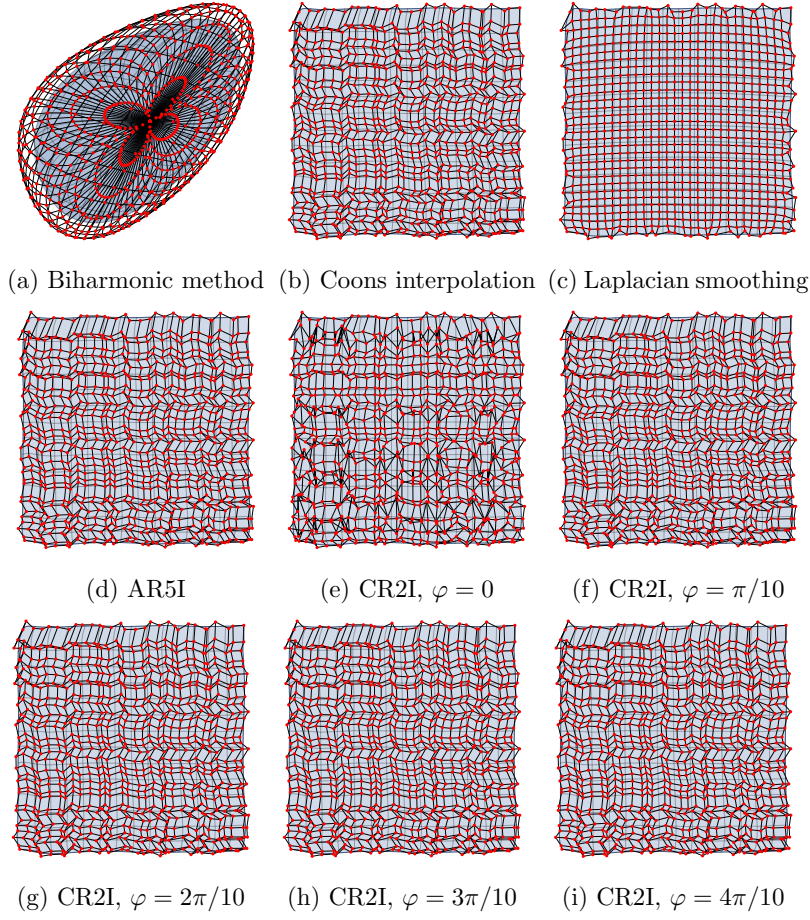 (a) Biharmonic method (b) Coons interpolation (c) Laplacian smoothing
(d) AR5I (e) CR2I, φ = 0 (f) CR2I, φ = π/10
(g) CR2I, φ = 2π/10 (h) CR2I, φ = 3π/10 (i) CR2I, φ = 4π/10